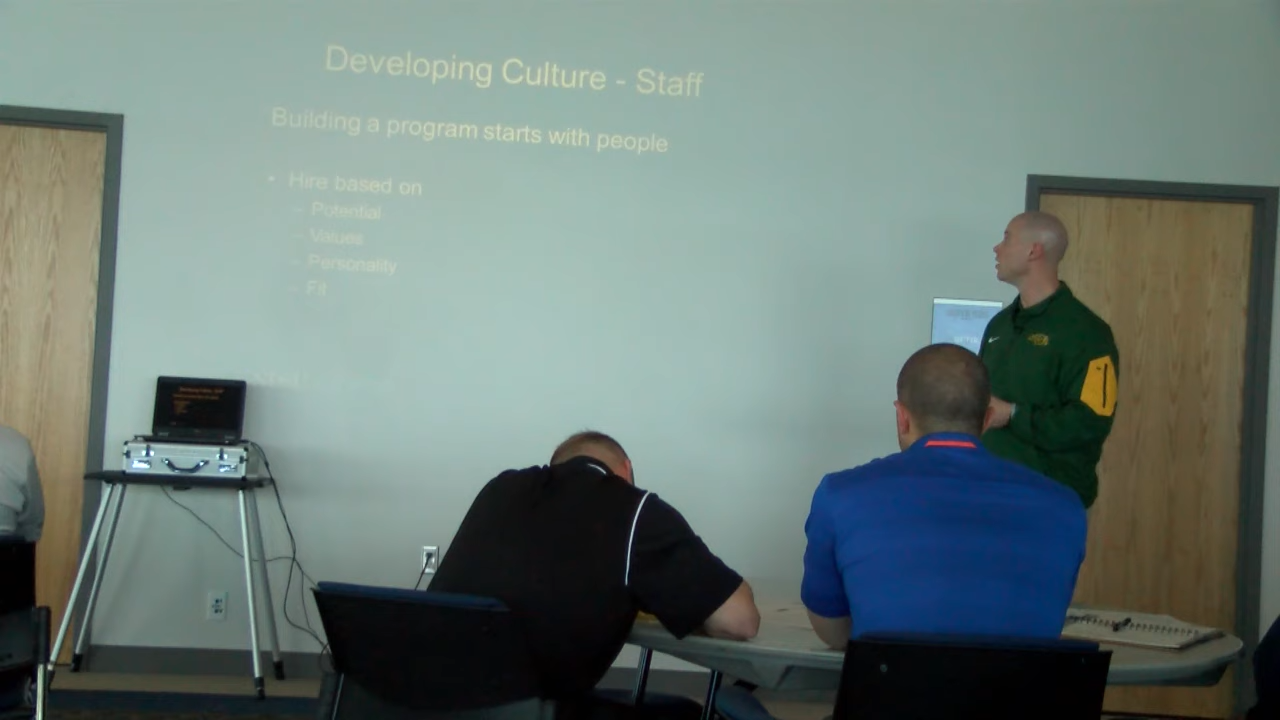 Developing Culture - Staff
Building a program starts with people
• Hire based on
– Potential
– Values
– Personality
– Fit